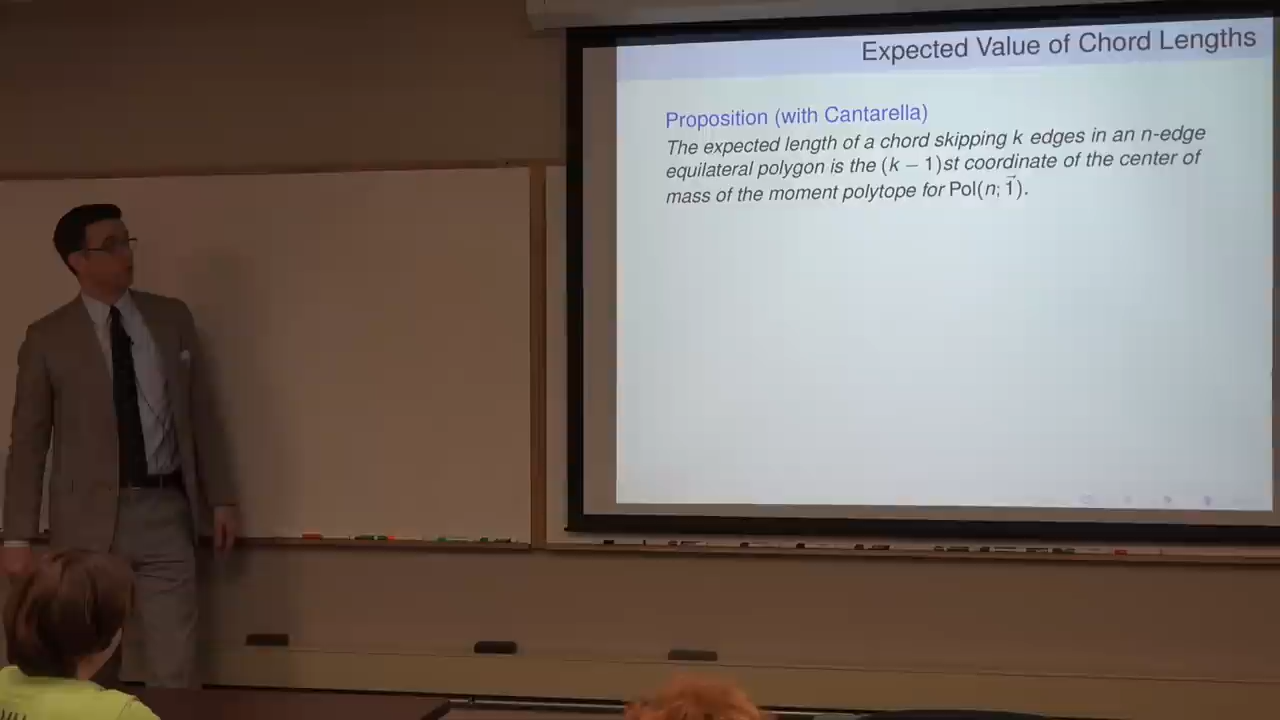 Expected Value of Chord Lengths
Proposition (with Cantarella)
The expected length of a chord skipping k edges in an n-edge
equilateral polygon is the (k − 1)st coordinate of the center of
mass of the moment polytope for Pol(n; 1⃗).